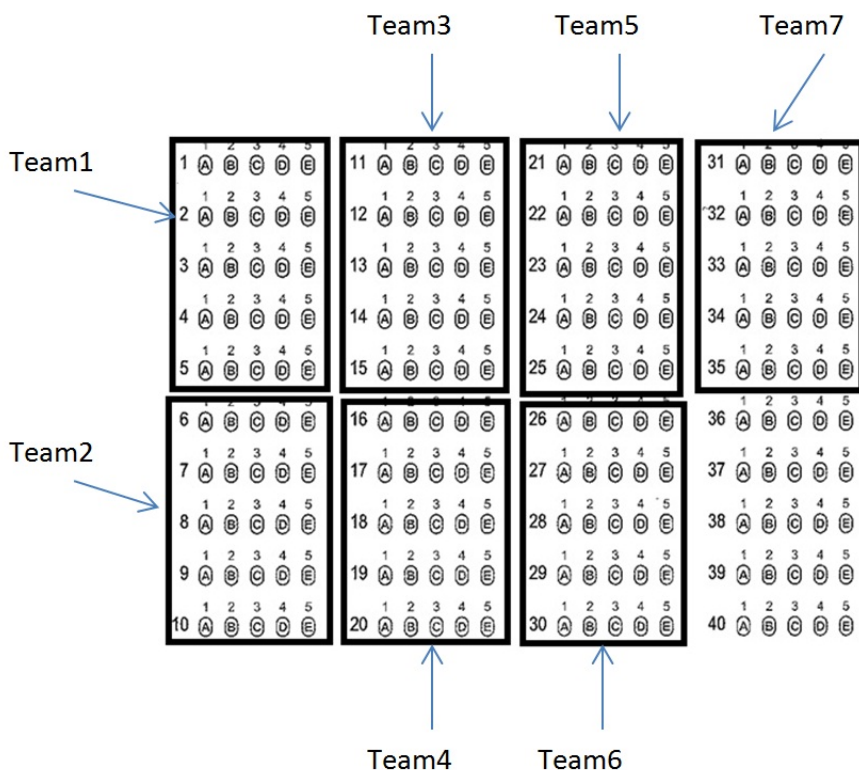 Team3 Team5 Team7
Team1
Team2
1 2 3 4 5 1 2 3 4 5 1 2 3 4 5 1 2 3 4 5
1 A B C D E 11 A B C D E 21 A B C D E 31 A B C D E
1 2 3 4 5 1 2 3 4 5 1 2 3 4 5 1 2 3 4 5
2 A B C D E 12 A B C D E 22 A B C D E 32 A B C D E
1 2 3 4 5 1 2 3 4 5 1 2 3 4 5 1 2 3 4 5
3 A B C D E 13 A B C D E 23 A B C D E 33 A B C D E
1 2 3 4 5 1 2 3 4 5 1 2 3 4 5 1 2 3 4 5
4 A B C D E 14 A B C D E 24 A B C D E 34 A B C D E
1 2 3 4 5 1 2 3 4 5 1 2 3 4 5 1 2 3 4 5
5 A B C D E 15 A B C D E 25 A B C D E 35 A B C D E
1 2 3 4 5
6 A B C D E 16 A B C D E 26 A B C D E 36 A B C D E
1 2 3 4 5 1 2 3 4 5 1 2 3 4 5 1 2 3 4 5
7 A B C D E 17 A B C D E 27 A B C D E 37 A B C D E
1 2 3 4 5 1 2 3 4 5 1 2 3 4 5 1 2 3 4 5
8 A B C D E 18 A B C D E 28 A B C D E 38 A B C D E
1 2 3 4 5 1 2 3 4 5 1 2 3 4 5 1 2 3 4 5
9 A B C D E 19 A B C D E 29 A B C D E 39 A B C D E
1 2 3 4 5 1 2 3 4 5 1 2 3 4 5 1 2 3 4 5
10 A B C D E 20 A B C D E 30 A B C D E 40 A B C D E
Team4 Team6